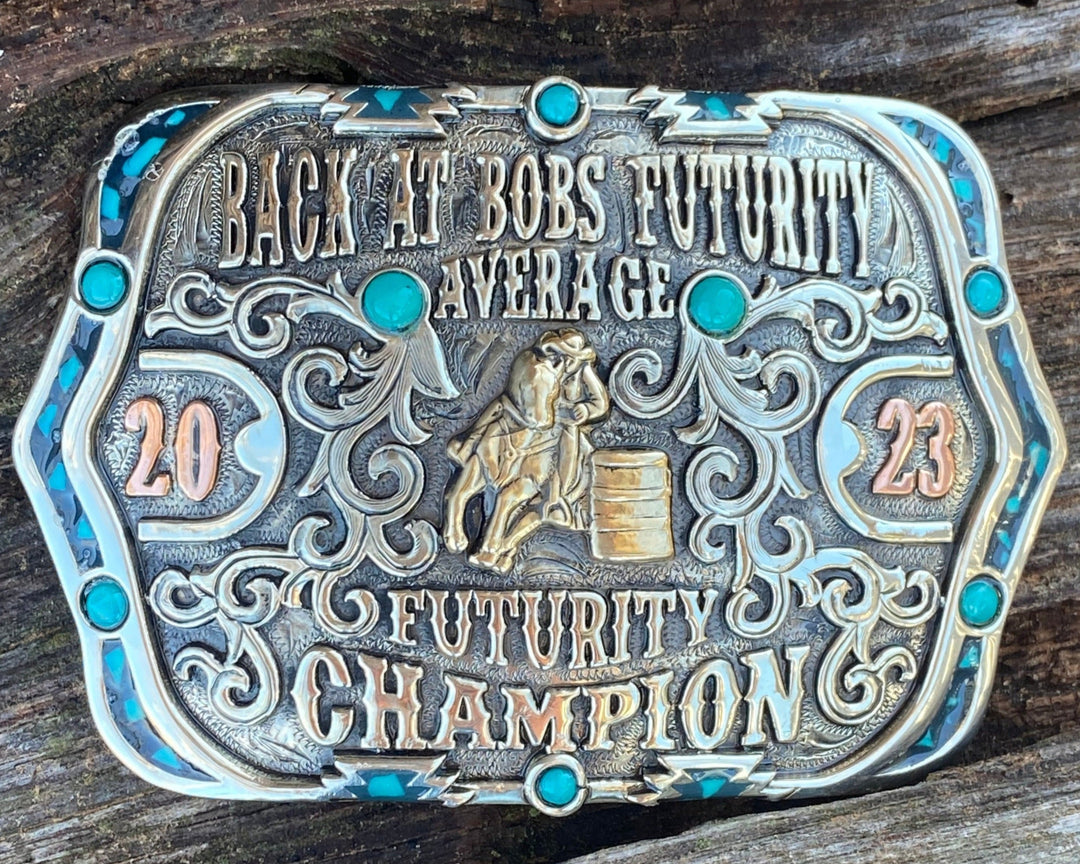 BACK AT BOBS FUTURITY
AVERAGE
20 23
FUTURITY
CHAMPION